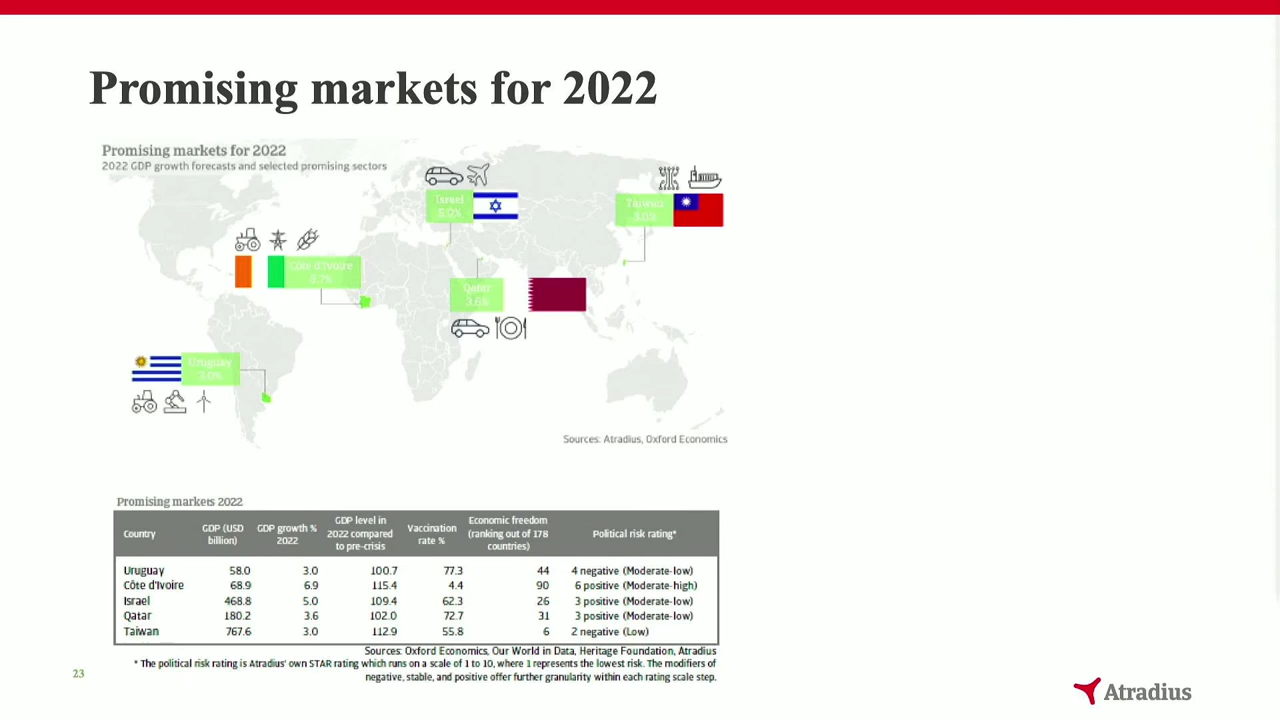 Promising markets for 2022
Promising markets for 2022
2022 GDP growth forecasts and selected promising sectors
Israel
5.0%
Taiwan
3.0%
Côte d'Ivoire
Qatar
3.6%
Uruguay
3.0%
Sources: Atradius, Oxford Economics
Promising markets 2022
Country GDP (USD billion) GDP growth % 2022 GDP level in 2022 compared to pre-crisis Vaccination rate % Economic freedom (ranking out of 178 countries) Political risk rating*
Uruguay 58.0 3.0 100.7 77.3 44 4 negative (Moderate-low)
Côte d'Ivoire 68.9 6.9 115.4 4.4 90 6 positive (Moderate-high)
Israel 468.8 5.0 109.4 62.3 26 3 positive (Moderate-low)
Qatar 180.2 3.6 102.0 72.7 31 3 positive (Moderate-low)
Taiwan 767.6 3.0 112.9 55.8 6 2 negative (Low)
Sources: Oxford Economics, Our World in Data, Heritage Foundation, Atradius
* The political risk rating is Atradius' own STAR rating which runs on a scale of 1 to 10, where 1 represents the lowest risk. The modifiers of
negative, stable, and positive offer further granularity within each rating scale step.
23
Atradius